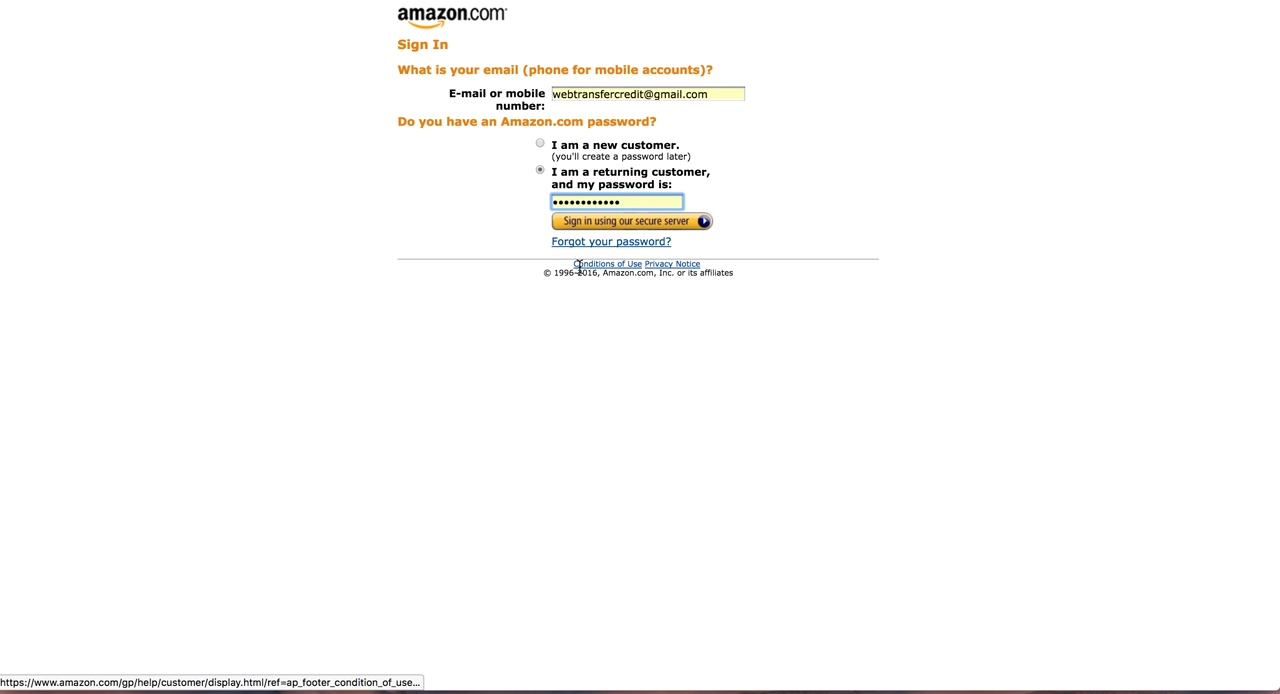 amazon.com
Sign In
What is your email (phone for mobile accounts)?
E-mail or mobile
number:
webtransfercredit@gmail.com
Do you have an Amazon.com password?
I am a new customer.
(you'll create a password later)
I am a returning customer,
and my password is:
••••••••••••
Sign in using our secure server
Forgot your password?
Conditions of Use Privacy Notice
© 1996-2016, Amazon.com, Inc. or its affiliates
https://www.amazon.com/gp/help/customer/display.html/ref=ap_footer_condition_of_use...